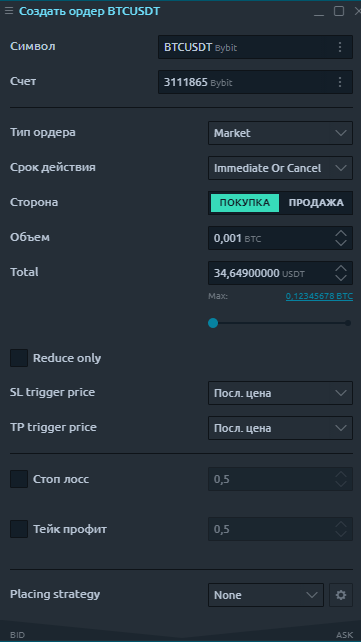 Создать ордер BTCUSDT
Символ BTCUSDT Bybit
Счет 3111865 Bybit
Тип ордера Market
Срок действия Immediate Or Cancel
Сторона ПОКУПКА ПРОДАЖА
Объем 0,001 BTC
Total 34,64900000 USDT
Max: 0.12345678 BTC
Reduce only
SL trigger price Посл. цена
TP trigger price Посл. цена
Стоп лосс 0,5
Тейк профит 0,5
Placing strategy None
BID ASK